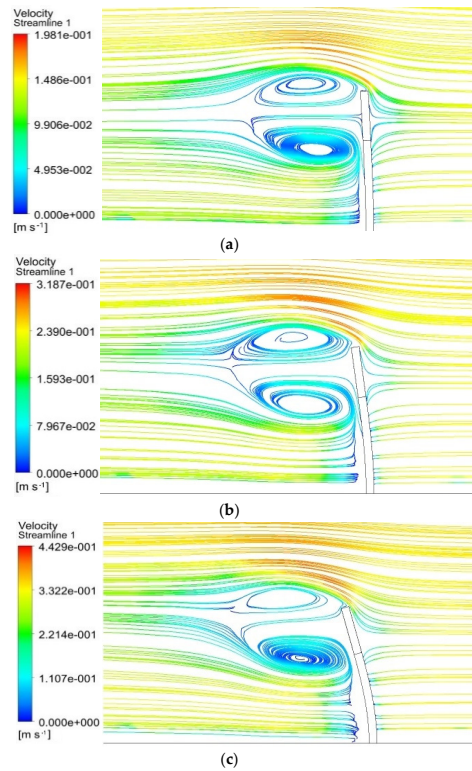 Velocity
Streamline 1
1.981e-001
1.486e-001
9.906e-002
4.953e-002
0.000e+000
[m s^-1]
(a)
Velocity
Streamline 1
3.187e-001
2.390e-001
1.593e-001
7.967e-002
0.000e+000
[m s^-1]
(b)
Velocity
Streamline 1
4.429e-001
3.322e-001
2.214e-001
1.107e-001
0.000e+000
[m s^-1]
(c)